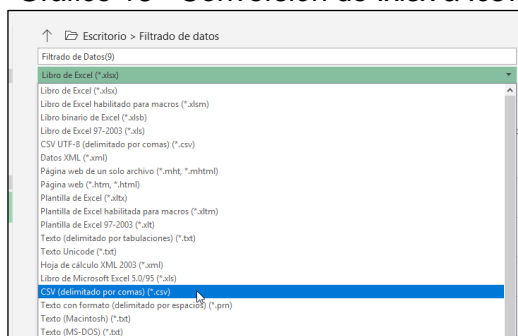 Gráfico 10 - Conversión de .xlsx a .csv
Escritorio > Filtrado de datos
Filtrado de Datos(9)
Libro de Excel (*.xlsx)
Libro de Excel (*.xlsx)
Libro de Excel habilitado para macros (*.xlsm)
Libro binario de Excel (*.xlsb)
Libro de Excel 97-2003 (*.xls)
CSV UTF-8 (delimitado por comas) (*.csv)
Datos XML (*.xml)
Página web de un solo archivo (*.mht, *.mhtml)
Página web (*.htm, *.html)
Plantilla de Excel (*.xltx)
Plantilla de Excel habilitada para macros (*.xltm)
Plantilla de Excel 97-2003 (*.xlt)
Texto (delimitado por tabulaciones) (*.txt)
Texto Unicode (*.txt)
Hoja de cálculo XML 2003 (*.xml)
Libro de Microsoft Excel 5.0/95 (*.xls)
CSV (delimitado por comas) (*.csv)
Texto con formato (delimitado por espacios) (*.prn)
Texto (Macintosh) (*.txt)
Texto (MS-DOS) (*.txt)